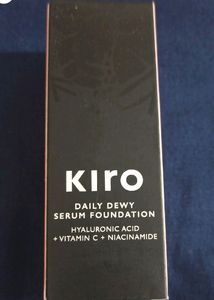 KIRO
DAILY DEWY
SERUM FOUNDATION
HYALURONIC ACID
+ VITAMIN C + NIACINAMIDE